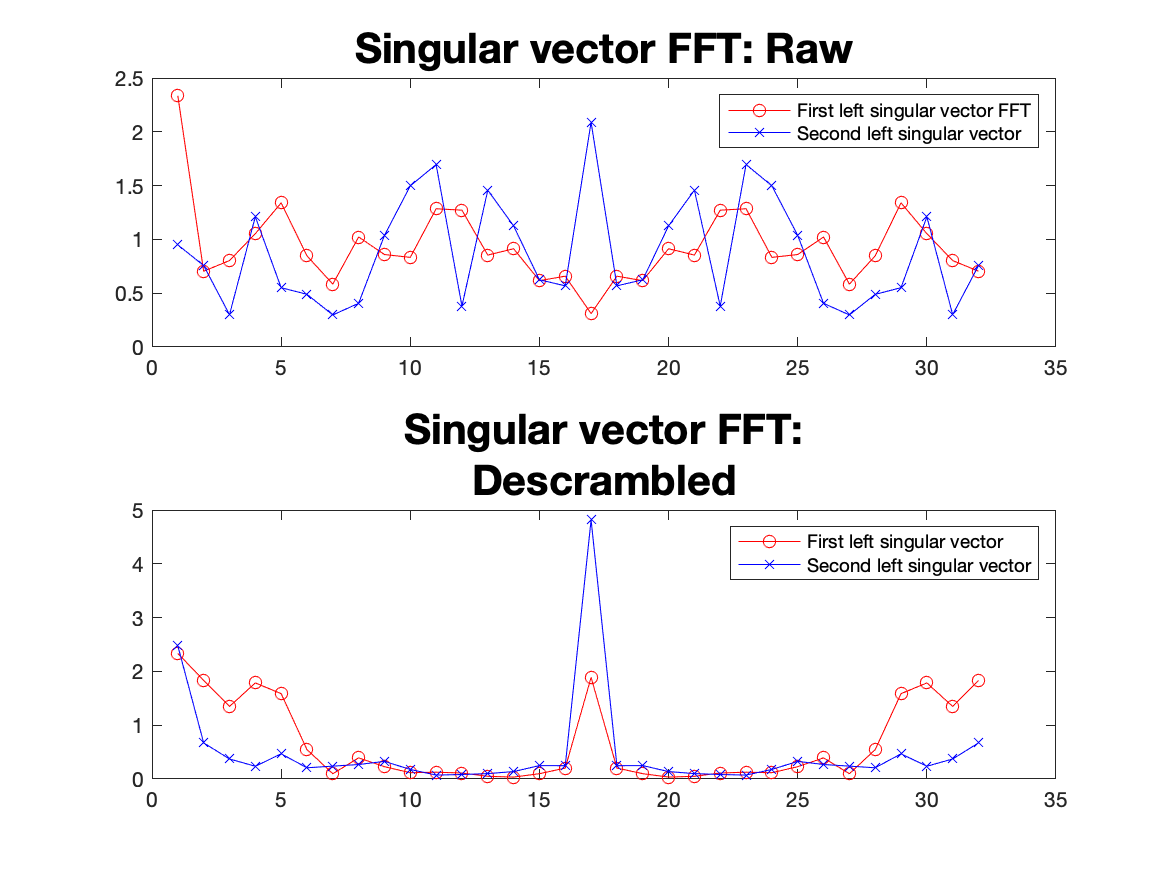 Singular vector FFT: Raw
2.5
2
1.5
1
0.5
0
0 5 10 15 20 25 30 35
First left singular vector FFT
Second left singular vector
Singular vector FFT:
Descrambled
5
4
3
2
1
0
0 5 10 15 20 25 30 35
First left singular vector
Second left singular vector